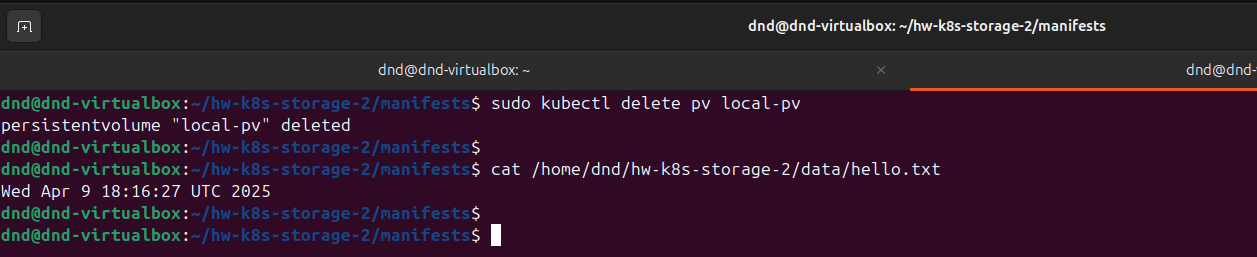 dnd@dnd-virtualbox: ~/hw-k8s-storage-2/manifests
dnd@dnd-virtualbox: ~
dnd@dnd-
dnd@dnd-virtualbox:~/hw-k8s-storage-2/manifests$ sudo kubectl delete pv local-pv
persistentvolume "local-pv" deleted
dnd@dnd-virtualbox:~/hw-k8s-storage-2/manifests$
dnd@dnd-virtualbox:~/hw-k8s-storage-2/manifests$ cat /home/dnd/hw-k8s-storage-2/data/hello.txt
Wed Apr 9 18:16:27 UTC 2025
dnd@dnd-virtualbox:~/hw-k8s-storage-2/manifests$
dnd@dnd-virtualbox:~/hw-k8s-storage-2/manifests$